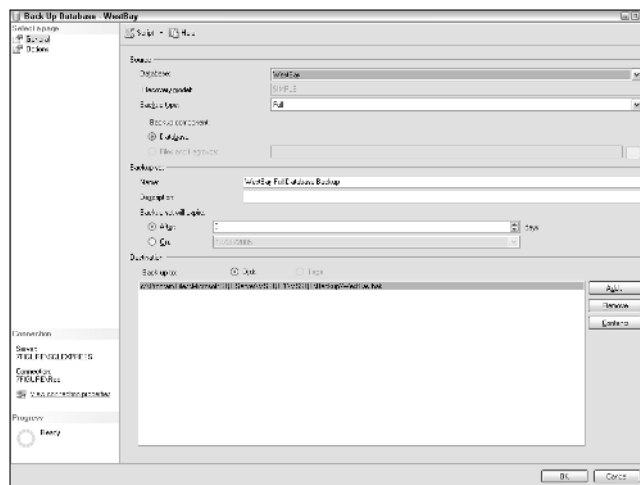 Back Up Database - WestBay
Select a page
General
Options
Script
Help
Source
Database:
WestBay
Recovery model:
SIMPLE
Backup type:
Full
Backup component:
Database
Files and filegroups:
Backup set
Name:
WestBay-Full Database Backup
Description:
Backup set will expire:
After:
days
On:
Destination
Back up to:
Disk
Tape
Add...
Remove
Contents
Connection
Server:
7FIGURE\SQLEXPRESS
Connection:
View connection properties
Progress
Ready
OK
Cancel